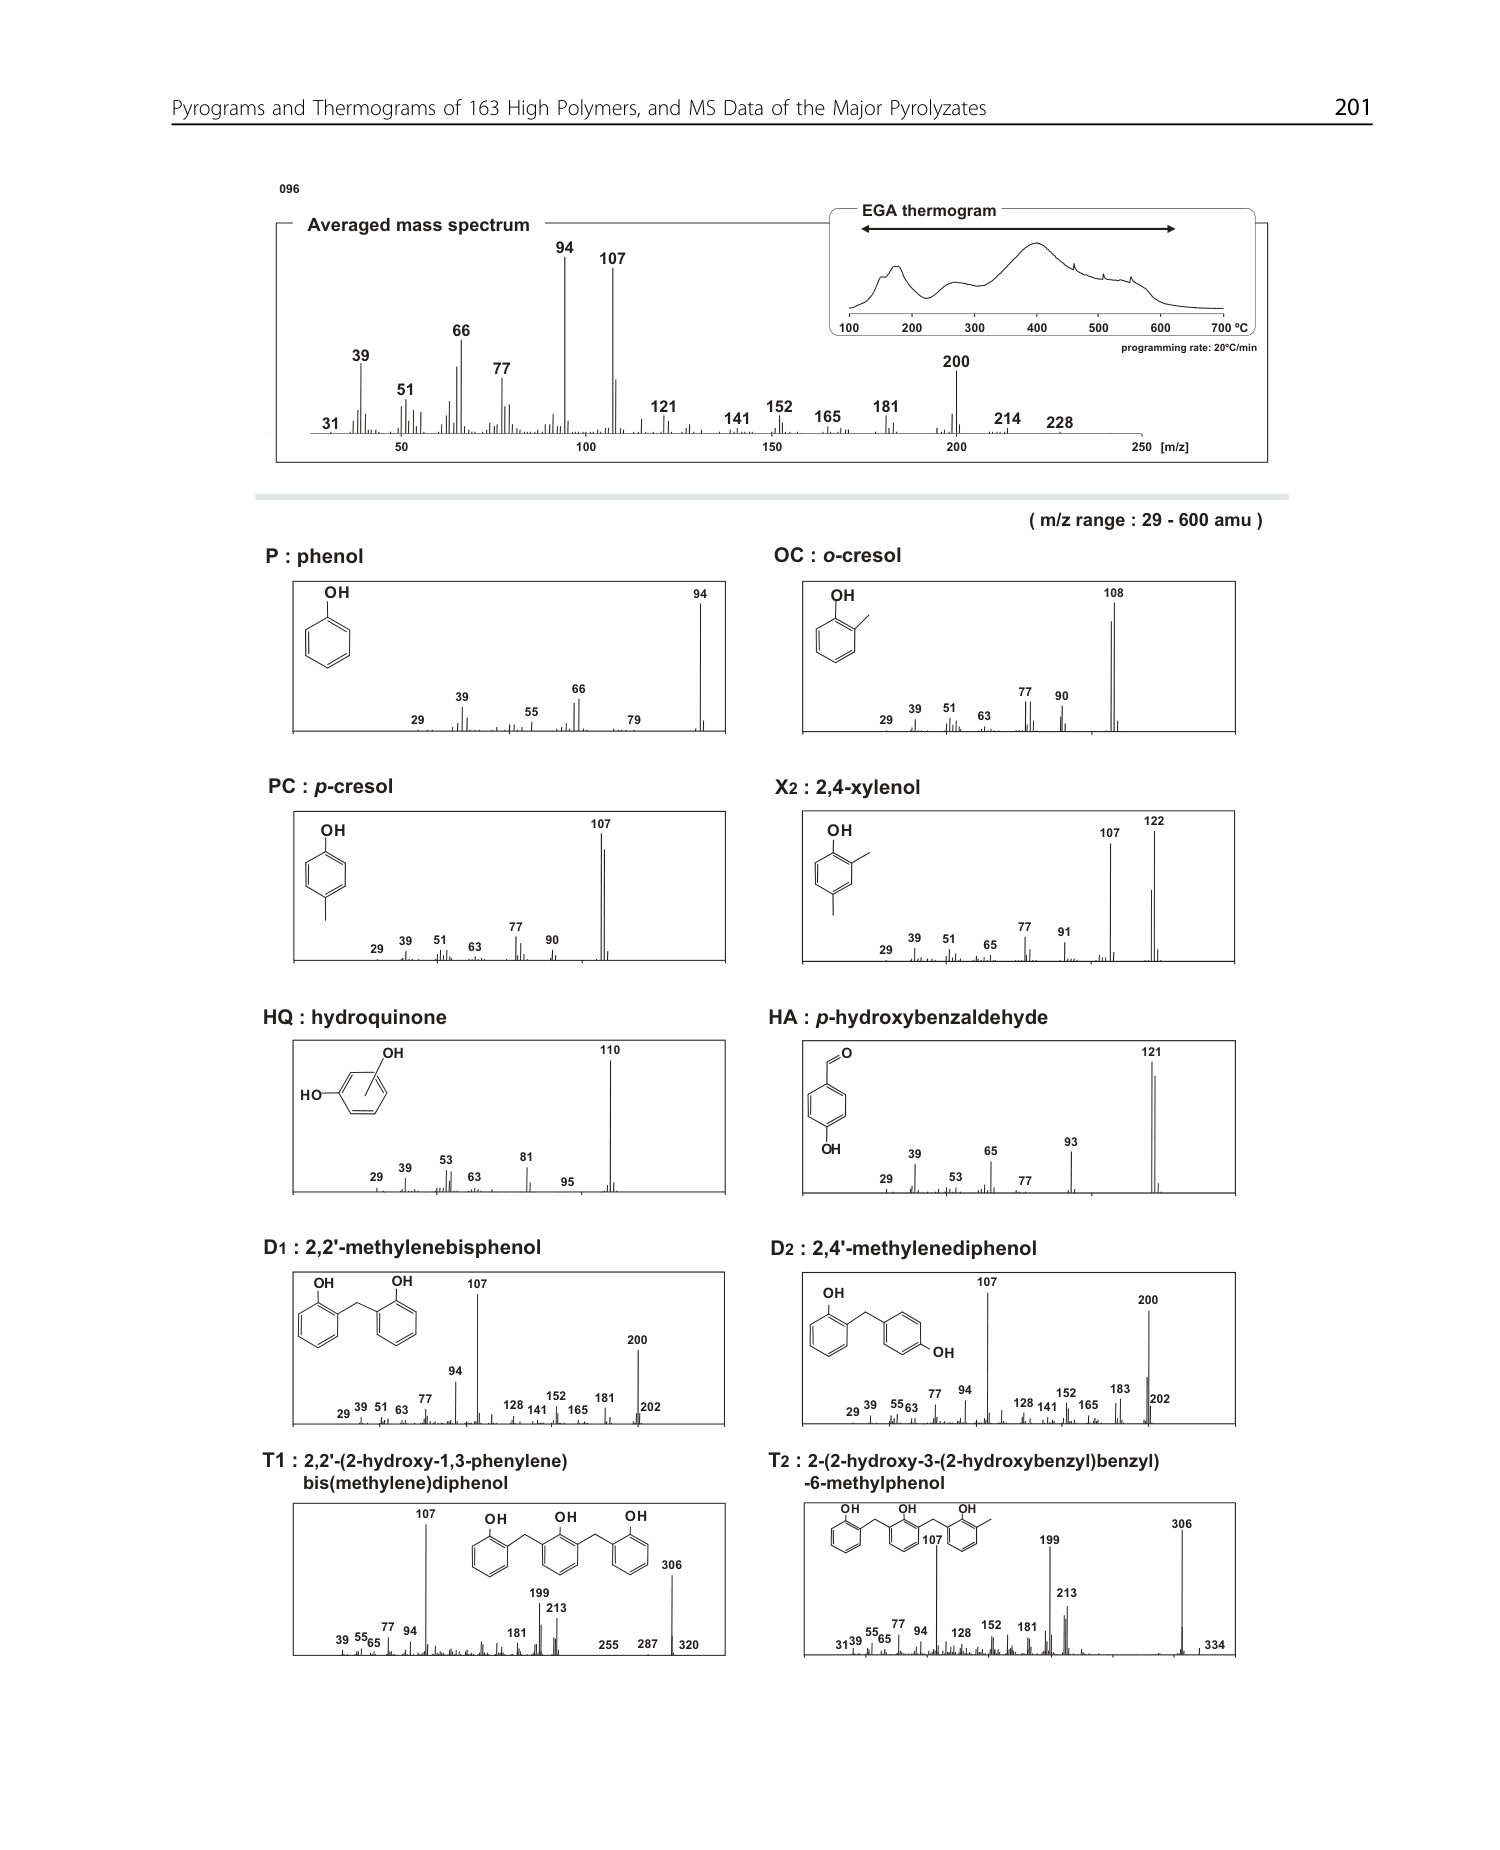 Pyrograms and Thermograms of 163 High Polymers, and MS Data of the Major Pyrolyzates 201
096
Averaged mass spectrum
EGA thermogram
100 200 300 400 500 600 700 ºC
programming rate: 20ºC/min
31 39 51 66 77 94 107 121 141 152 165 181 200 214 228
50 100 150 200 250 [m/z]
( m/z range : 29 - 600 amu )
P : phenol
OH
29 39 55 66 79 94
OC : o-cresol
OH
29 39 51 63 77 90 108
PC : p-cresol
OH
29 39 51 63 77 90 107
X2 : 2,4-xylenol
OH
29 39 51 65 77 91 107 122
HQ : hydroquinone
OH
HO
29 39 53 63 81 95 110
HA : p-hydroxybenzaldehyde
O
OH
29 39 53 65 77 93 121
D1 : 2,2'-methylenebisphenol
OH OH
29 39 51 63 77 94 107 128 141 152 165 181 200 202
D2 : 2,4'-methylenediphenol
OH
OH
29 39 55 63 77 94 107 128 141 152 165 183 200 202
T1 : 2,2'-(2-hydroxy-1,3-phenylene)
bis(methylene)diphenol
OH OH OH
39 55 65 77 94 107 181 199 213 255 287 306 320
T2 : 2-(2-hydroxy-3-(2-hydroxybenzyl)benzyl)
-6-methylphenol
OH OH OH
31 39 55 65 77 94 107 128 152 181 199 213 306 334